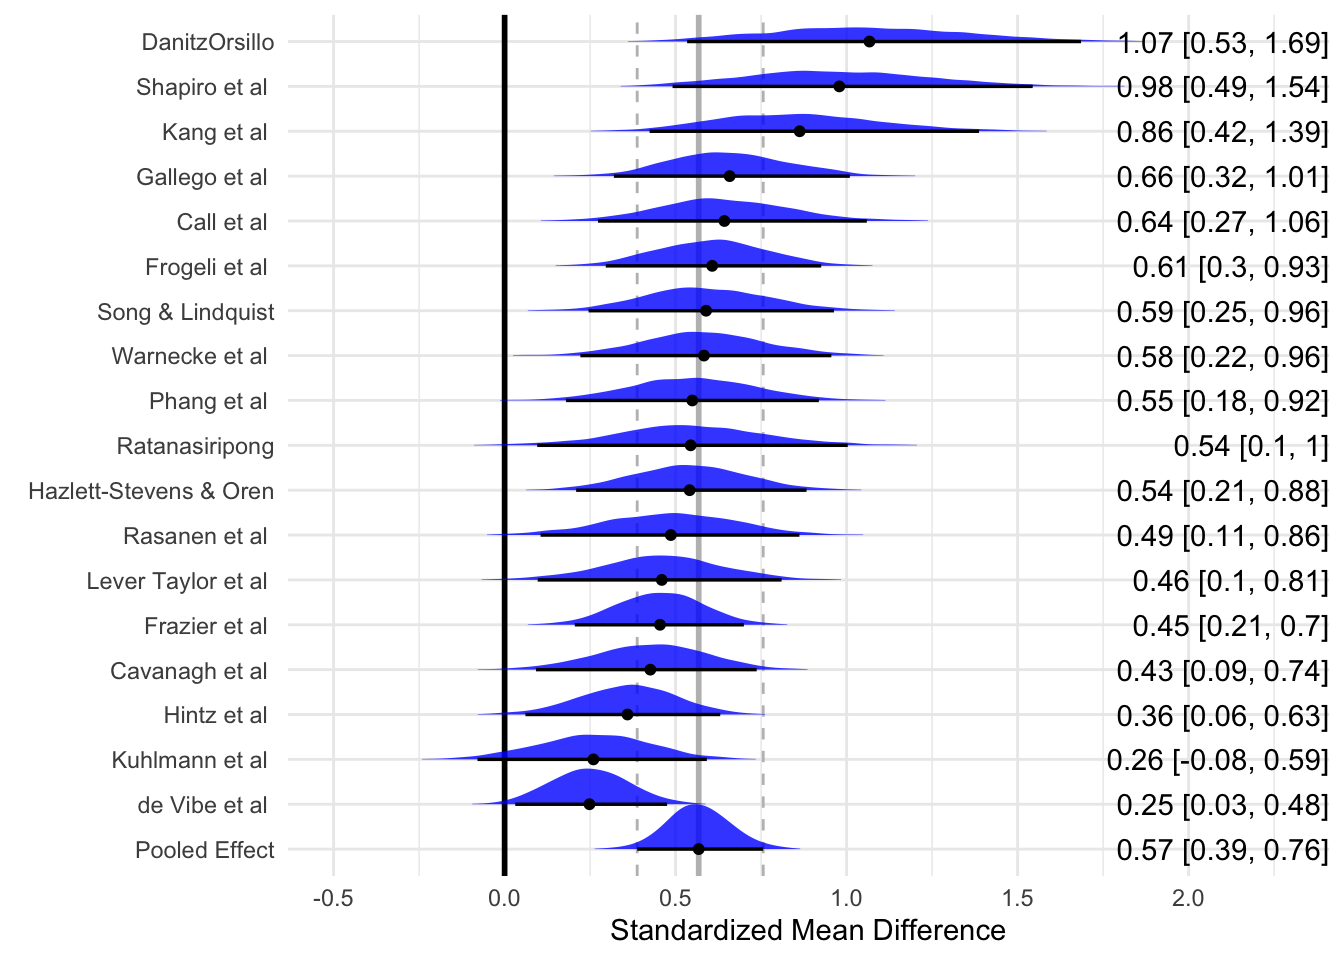 DanitzOrsillo 1.07 [0.53, 1.69]
Shapiro et al 0.98 [0.49, 1.54]
Kang et al 0.86 [0.42, 1.39]
Gallego et al 0.66 [0.32, 1.01]
Call et al 0.64 [0.27, 1.06]
Frogeli et al 0.61 [0.3, 0.93]
Song & Lindquist 0.59 [0.25, 0.96]
Warnecke et al 0.58 [0.22, 0.96]
Phang et al 0.55 [0.18, 0.92]
Ratanasiripong 0.54 [0.1, 1]
Hazlett-Stevens & Oren 0.54 [0.21, 0.88]
Rasanen et al 0.49 [0.11, 0.86]
Lever Taylor et al 0.46 [0.1, 0.81]
Frazier et al 0.45 [0.21, 0.7]
Cavanagh et al 0.43 [0.09, 0.74]
Hintz et al 0.36 [0.06, 0.63]
Kuhlmann et al 0.26 [-0.08, 0.59]
de Vibe et al 0.25 [0.03, 0.48]
Pooled Effect 0.57 [0.39, 0.76]
-0.5 0.0 0.5 1.0 1.5 2.0
Standardized Mean Difference